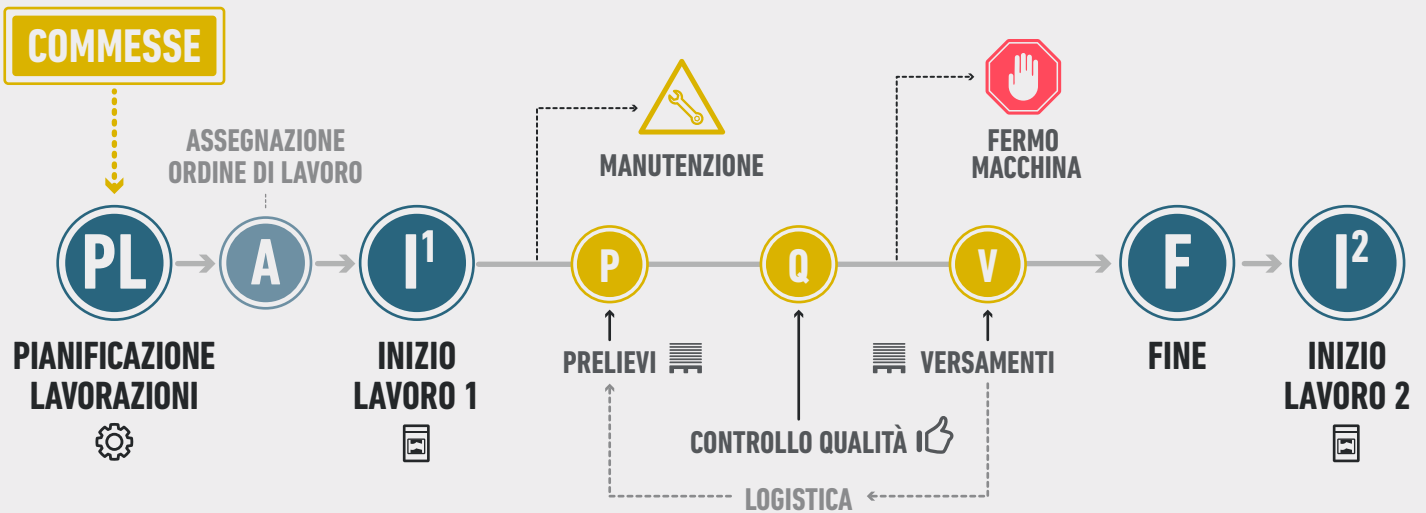 COMMESSE
ASSEGNAZIONE
ORDINE DI LAVORO
MANUTENZIONE
FERMO
MACCHINA
PL
A
I¹
P
Q
V
F
I²
PIANIFICAZIONE
LAVORAZIONI
INIZIO
LAVORO 1
PRELIEVI
VERSAMENTI
FINE
INIZIO
LAVORO 2
CONTROLLO QUALITÀ
LOGISTICA